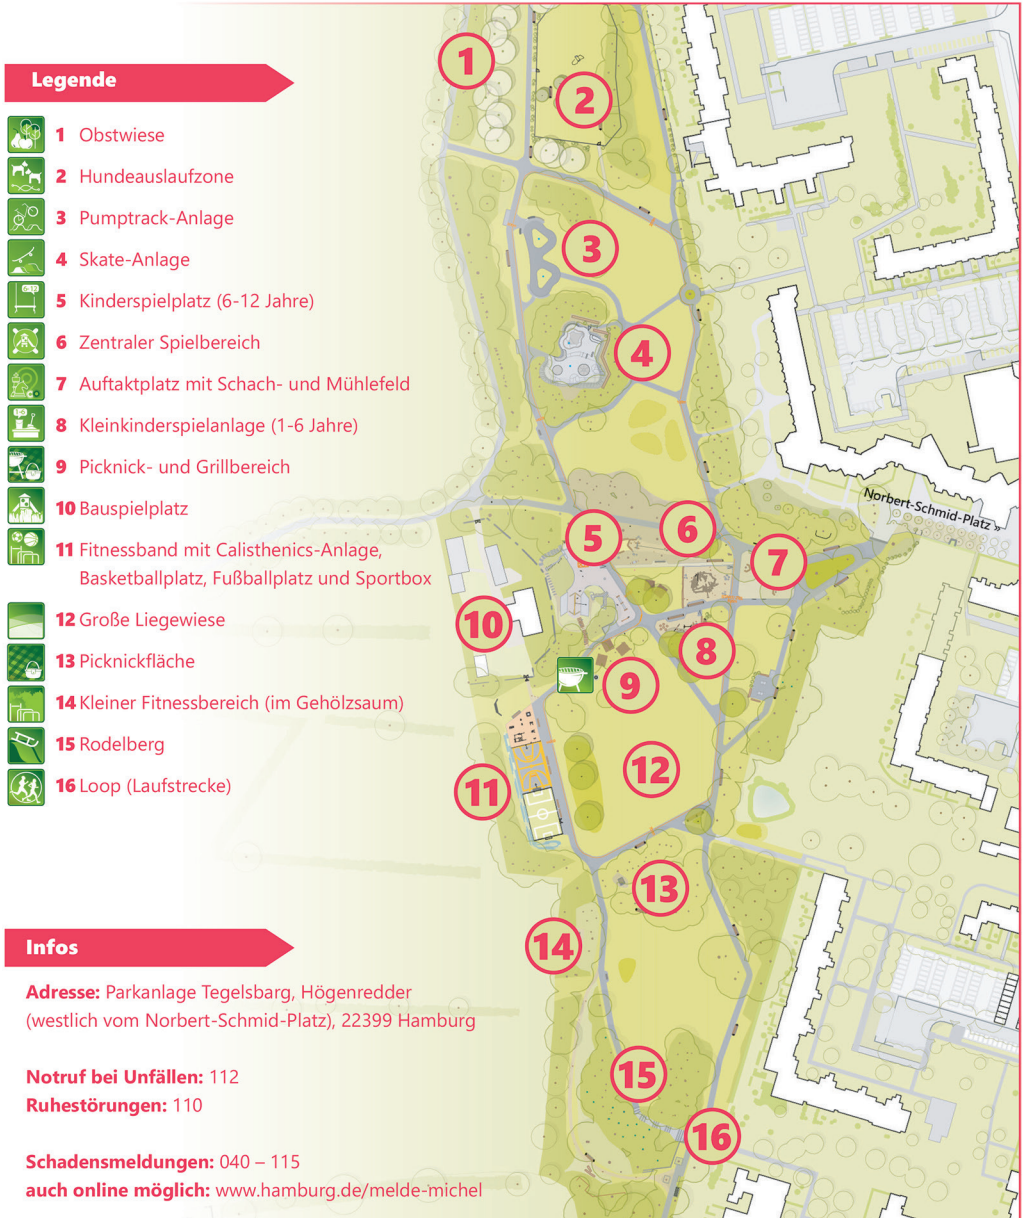 Legende
1 Obstwiese
2 Hundeauslaufzone
3 Pumptrack-Anlage
4 Skate-Anlage
6-12
5 Kinderspielplatz (6-12 Jahre)
6 Zentraler Spielbereich
7 Auftaktplatz mit Schach- und Mühlefeld
1-6
8 Kleinkinderspielanlage (1-6 Jahre)
9 Picknick- und Grillbereich
10 Bauspielplatz
11 Fitnessband mit Calisthenics-Anlage,
Basketballplatz, Fußballplatz und Sportbox
12 Große Liegewiese
13 Picknickfläche
14 Kleiner Fitnessbereich (im Gehölzsaum)
15 Rodelberg
16 Loop (Laufstrecke)
Infos
Adresse: Parkanlage Tegelsbarg, Högenredder
(westlich vom Norbert-Schmid-Platz), 22399 Hamburg
Notruf bei Unfällen: 112
Ruhestörungen: 110
Schadensmeldungen: 040 – 115
auch online möglich: www.hamburg.de/melde-michel
1
2
3
4
Norbert-Schmid-Platz »
5
6
7
8
9
10
11
12
13
14
15
16